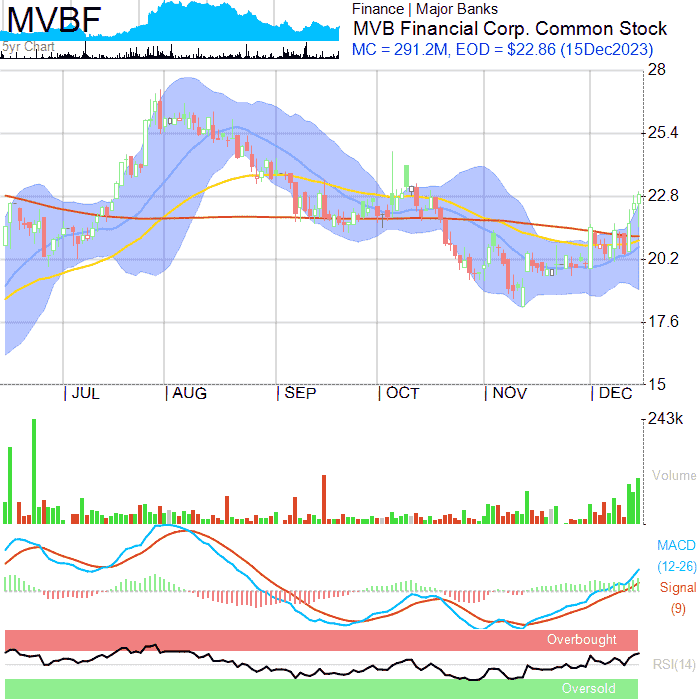 MVBF
5yr Chart
Finance | Major Banks
MVB Financial Corp. Common Stock
MC = 291.2M, EOD = $22.86 (15Dec2023)
28
25.4
22.8
20.2
17.6
15
| JUL | AUG | SEP | OCT | NOV | DEC
243k
Volume
MACD
(12-26)
Signal
(9)
Overbought
RSI(14)
Oversold